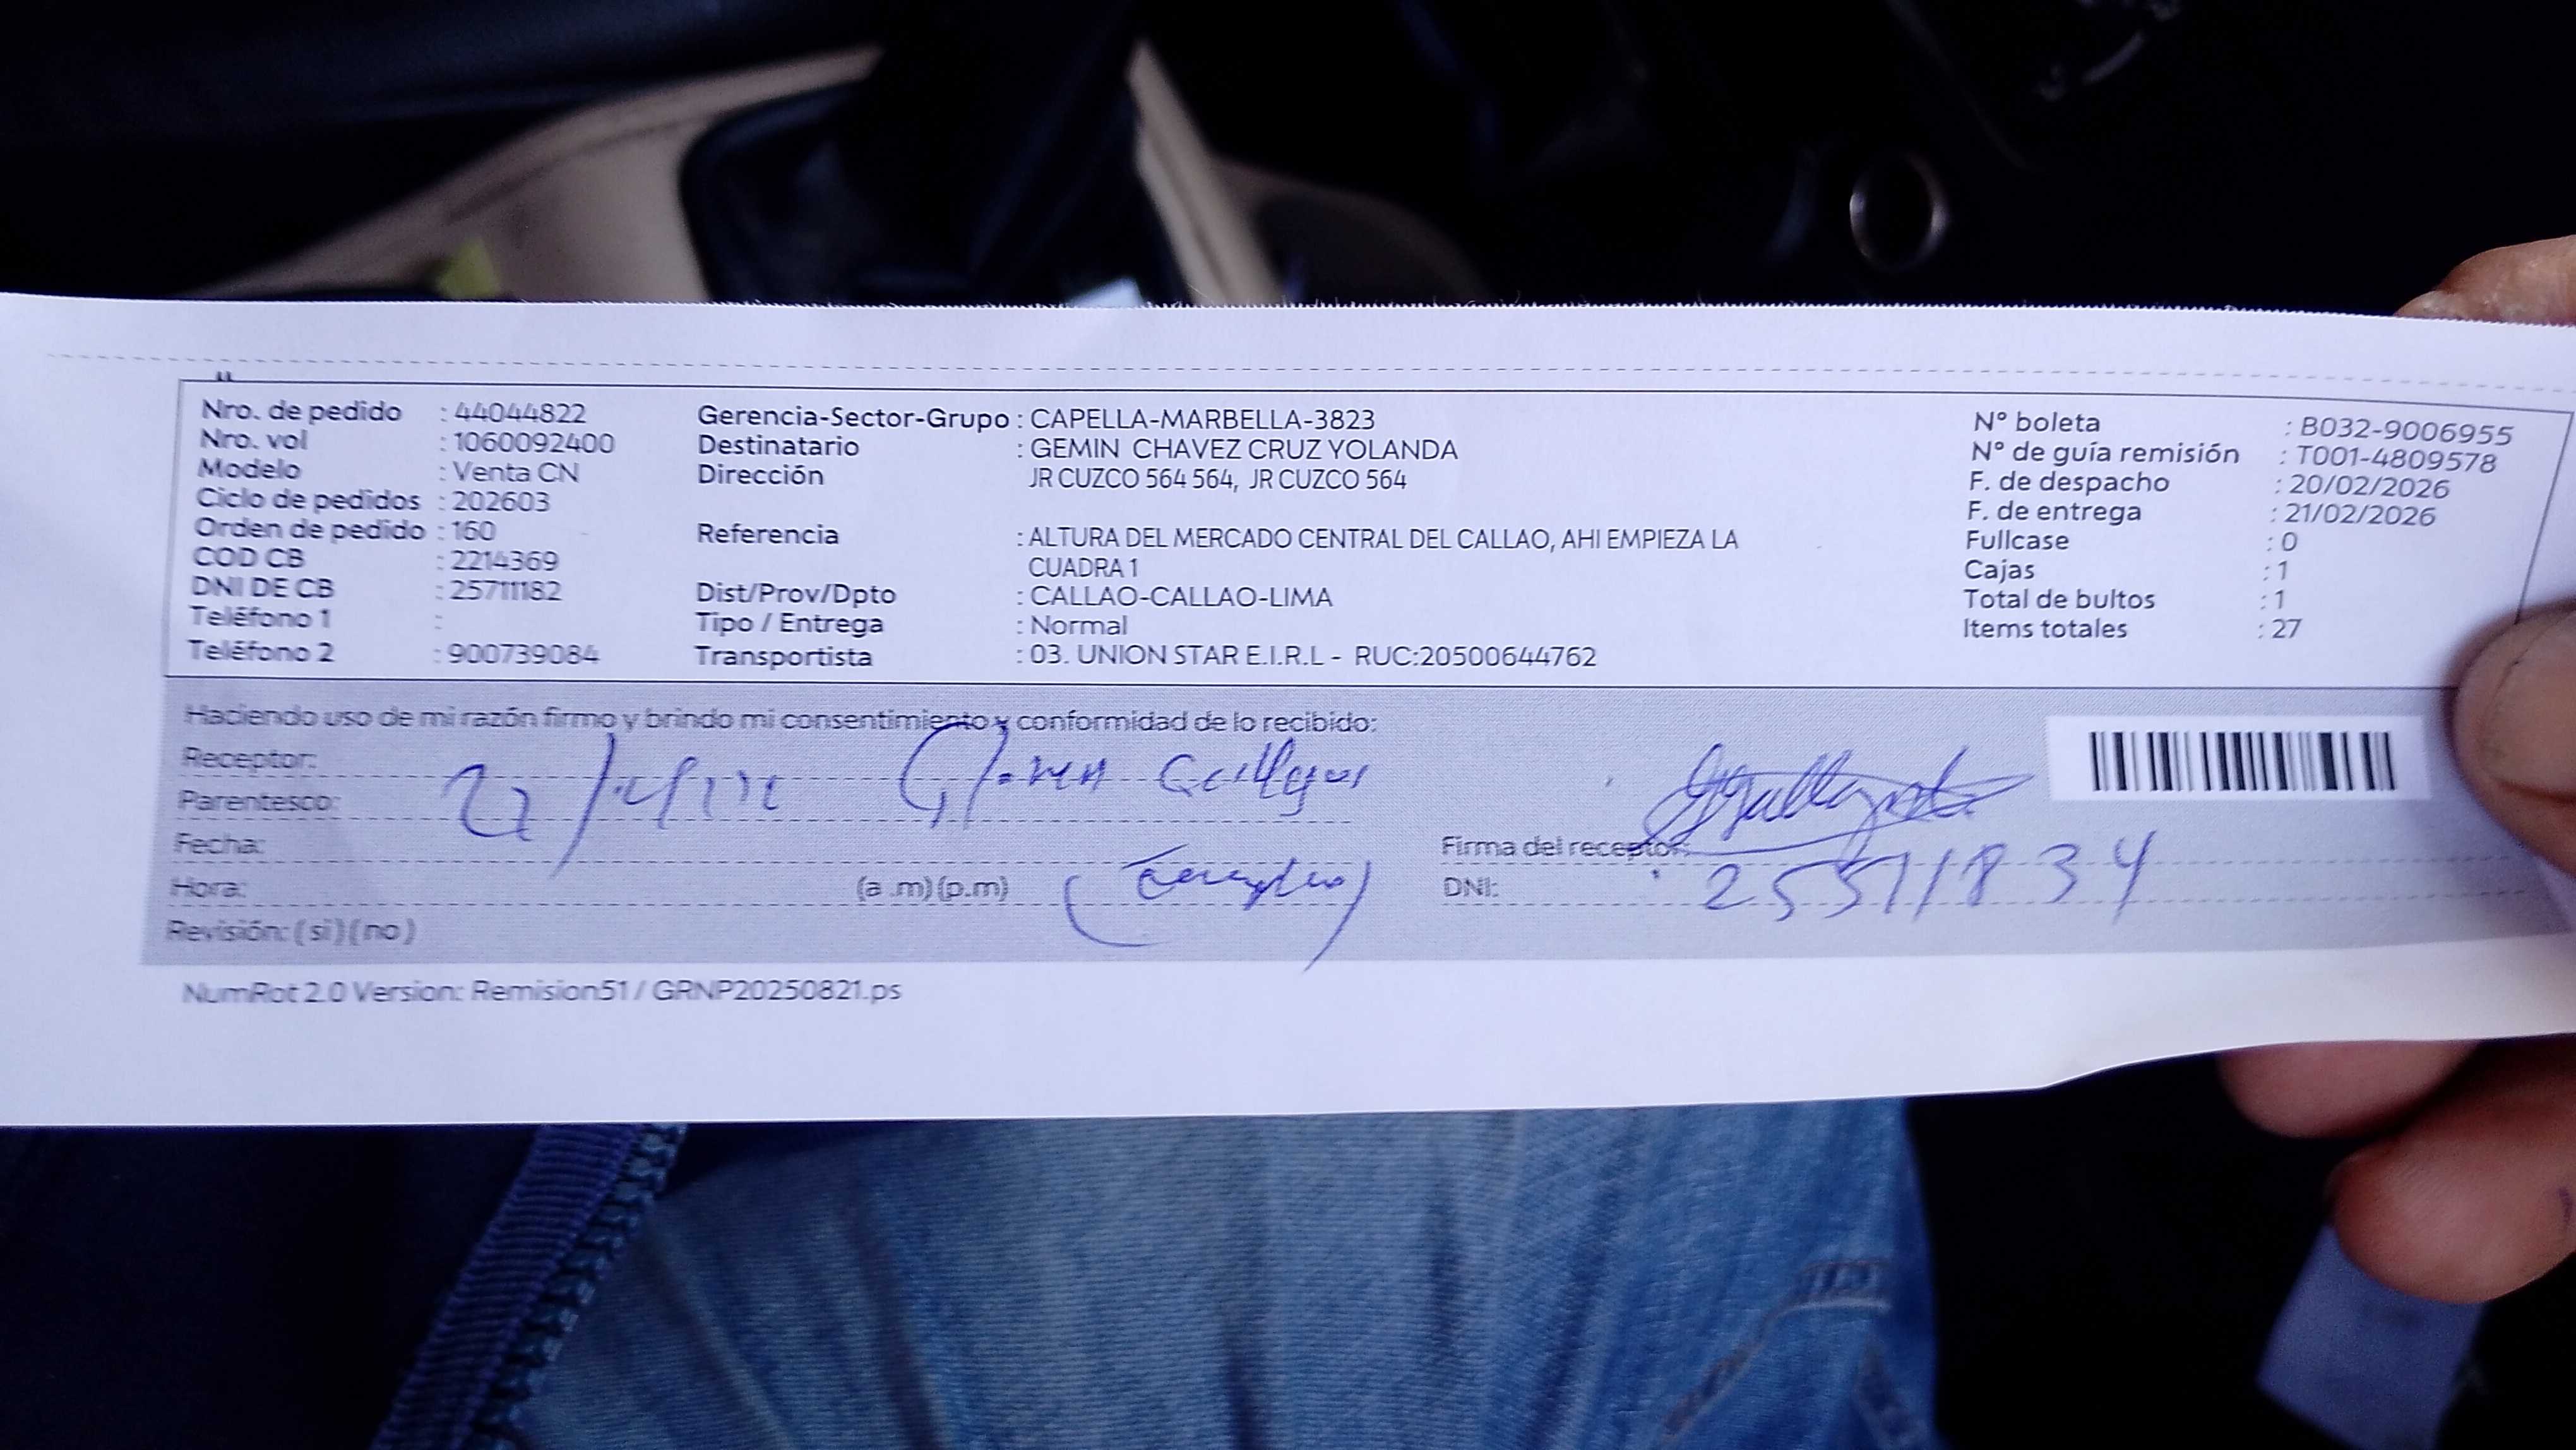 Nro. de pedido : 44044822
Nro. vol : 1060092400
Modelo : Venta CN
Ciclo de pedidos : 202603
Orden de pedido : 160
COD CB : 2214369
DNI DE CB : 25711182
Teléfono 1 :
Teléfono 2 : 900739084
Gerencia-Sector-Grupo : CAPELLA-MARBELLA-3823
Destinatario : GEMIN CHAVEZ CRUZ YOLANDA
Dirección JR CUZCO 564 564, JR CUZCO 564
Referencia : ALTURA DEL MERCADO CENTRAL DEL CALLAO, AHI EMPIEZA LA
CUADRA 1
Dist/Prov/Dpto : CALLAO-CALLAO-LIMA
Tipo / Entrega : Normal
Transportista : 03. UNION STAR E.I.R.L - RUC:20500644762
N° boleta : B032-9006955
N° de guía remisión : T001-4809578
F. de despacho : 20/02/2026
F. de entrega : 21/02/2026
Fullcase : 0
Cajas : 1
Total de bultos : 1
Items totales : 27
Haciendo uso de mi razón firmo y brindo mi consentimiento y conformidad de lo recibido:
Receptor:
Parentesco:
Fecha:
Hora: (a .m)(p.m)
Revisión: (si)(no)
Firma del receptor:
DNI: 25571834
NumRot 2.0 Version: Remision51 / GRNP20250821.ps